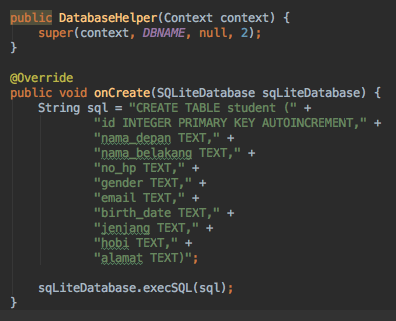 public DatabaseHelper(Context context) {
super(context, DBNAME, null, 2);
}
@Override
public void onCreate(SQLiteDatabase sqLiteDatabase) {
String sql = "CREATE TABLE student (" +
"id INTEGER PRIMARY KEY AUTOINCREMENT," +
"nama_depan TEXT," +
"nama_belakang TEXT," +
"no_hp TEXT," +
"gender TEXT," +
"email TEXT," +
"birth_date TEXT," +
"jenjang TEXT," +
"hobi TEXT," +
"alamat TEXT)";
sqLiteDatabase.execSQL(sql);
}